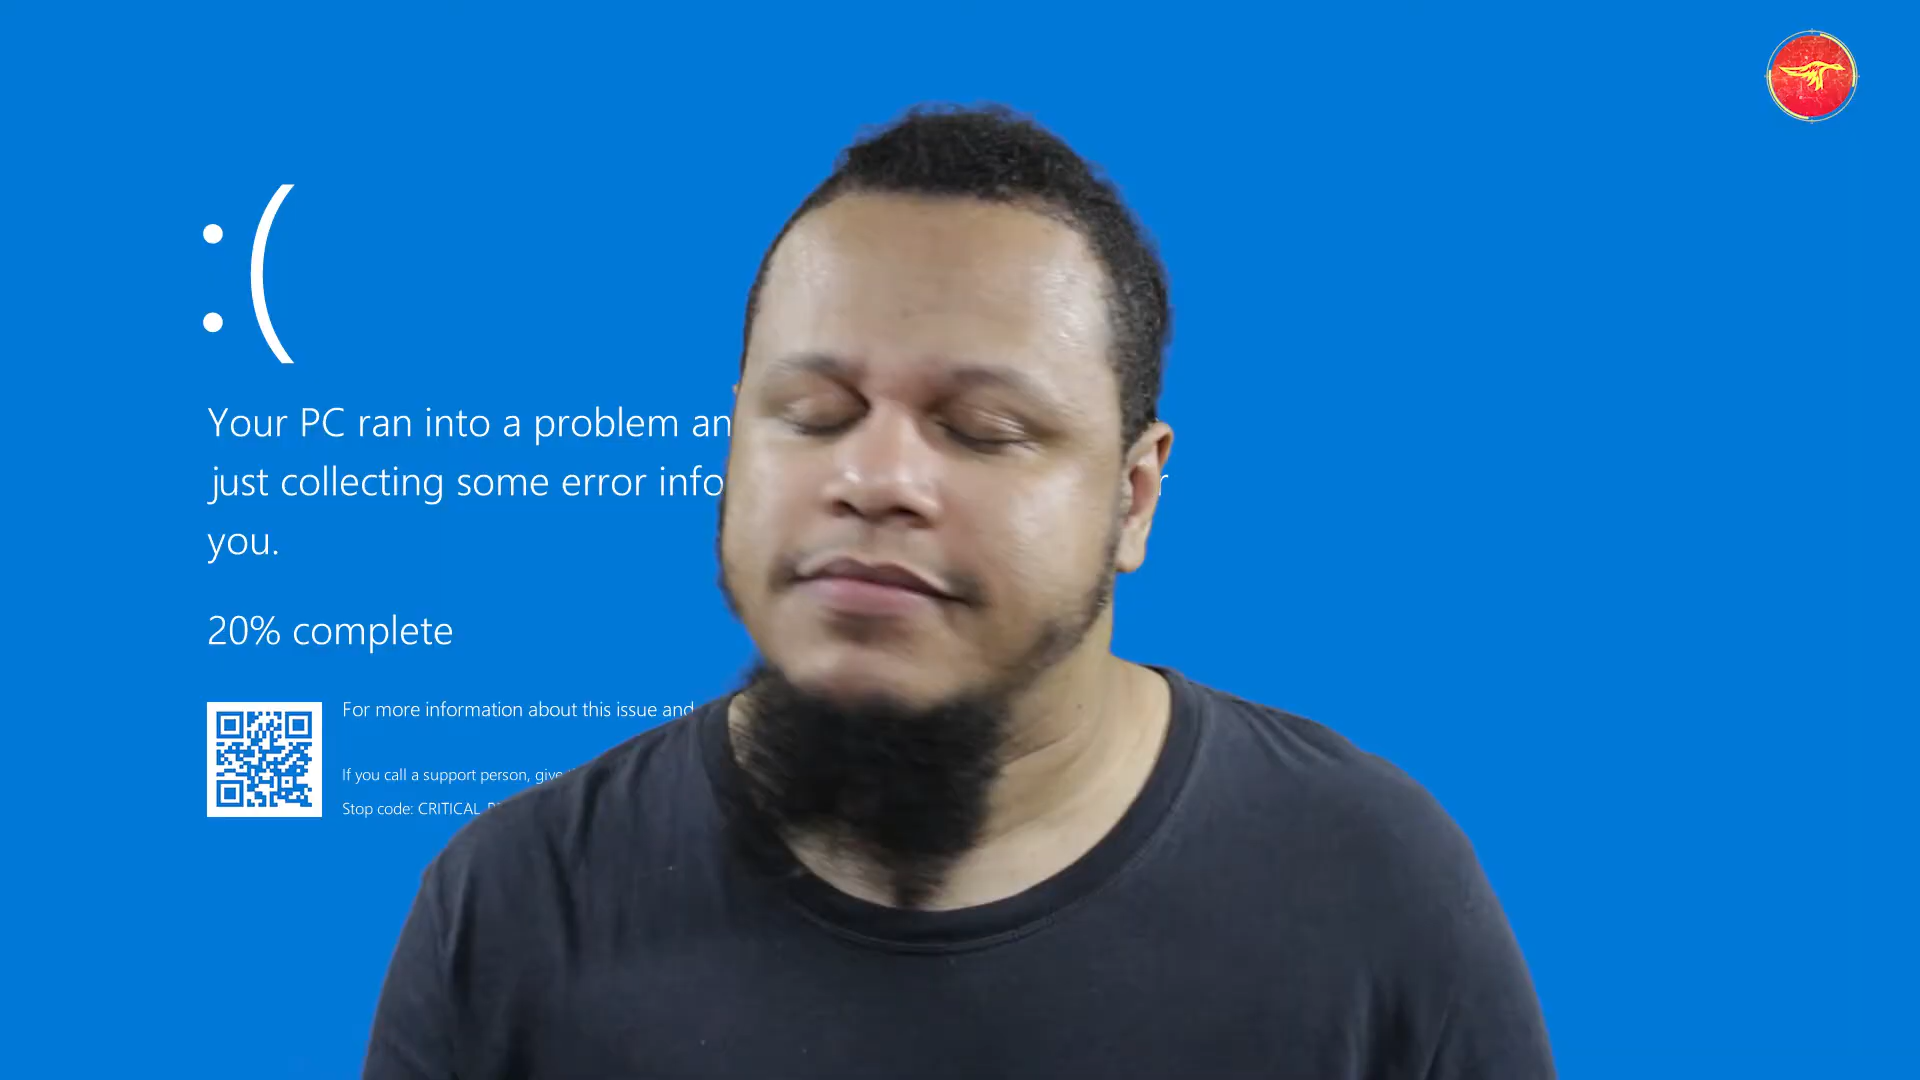 :(
Your PC ran into a problem an
just collecting some error info r
you.
20% complete
For more information about this issue and
If you call a support person, give
Stop code: CRITICAL